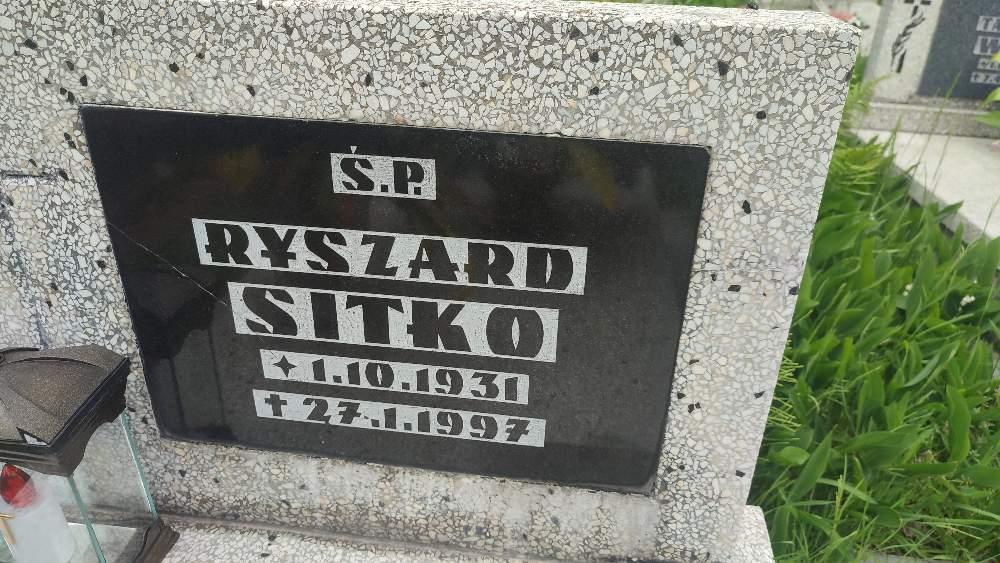 Ś.P.
RYSZARD
SITKO
✦ 1.10.1931
✝ 27.1.1997